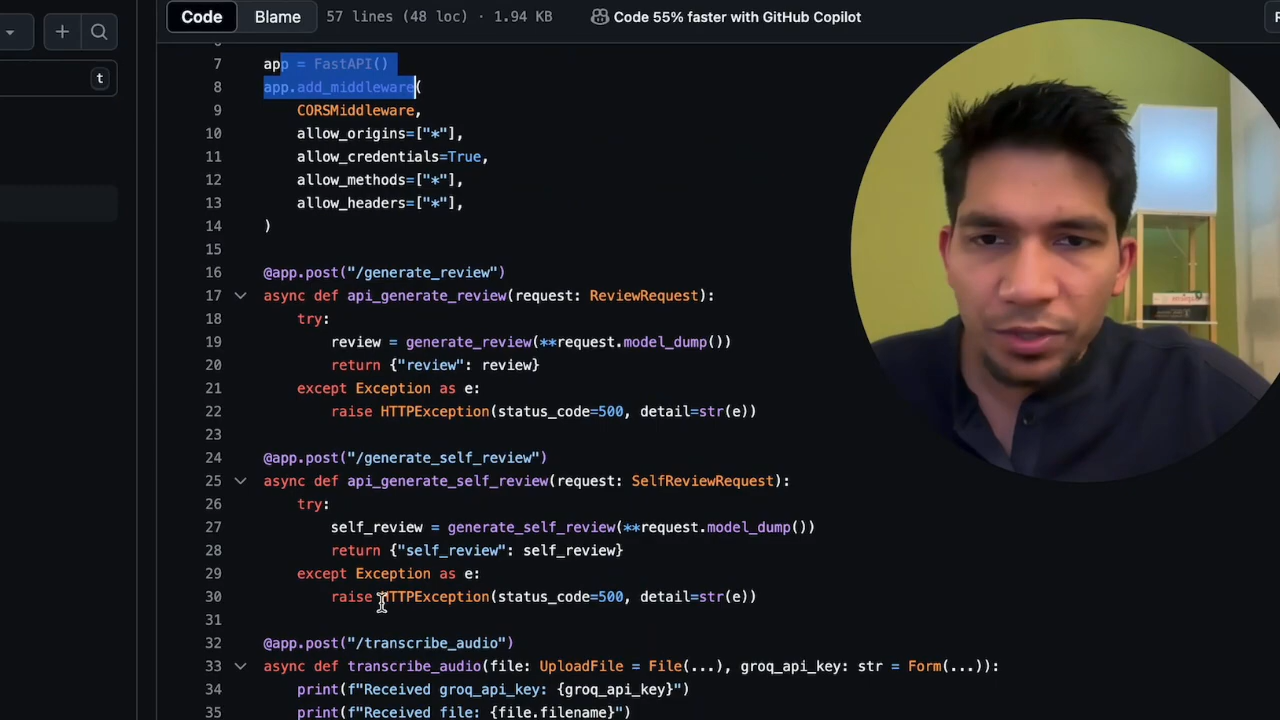 Code Blame 57 lines (48 loc) · 1.94 KB Code 55% faster with GitHub Copilot
t
7 app = FastAPI()
8 app.add_middleware(
9 CORSMiddleware,
10 allow_origins=["*"],
11 allow_credentials=True,
12 allow_methods=["*"],
13 allow_headers=["*"],
14 )
15
16 @app.post("/generate_review")
17 async def api_generate_review(request: ReviewRequest):
18 try:
19 review = generate_review(**request.model_dump())
20 return {"review": review}
21 except Exception as e:
22 raise HTTPException(status_code=500, detail=str(e))
23
24 @app.post("/generate_self_review")
25 async def api_generate_self_review(request: SelfReviewRequest):
26 try:
27 self_review = generate_self_review(**request.model_dump())
28 return {"self_review": self_review}
29 except Exception as e:
30 raise HTTPException(status_code=500, detail=str(e))
31
32 @app.post("/transcribe_audio")
33 async def transcribe_audio(file: UploadFile = File(...), groq_api_key: str = Form(...)):
34 print(f"Received groq_api_key: {groq_api_key}")
35 print(f"Received file: {file.filename}")